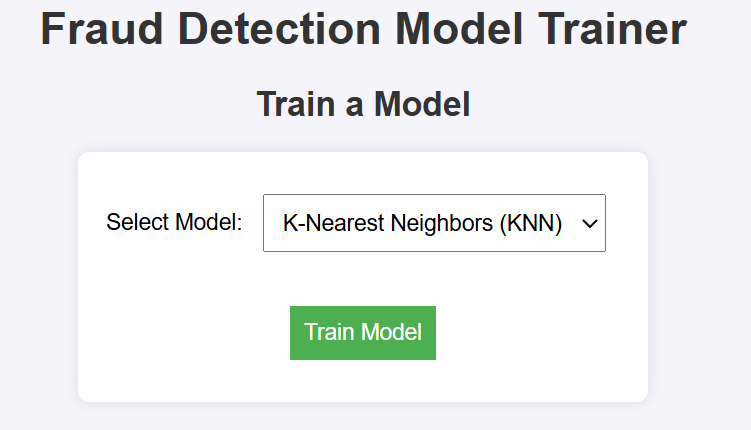 Fraud Detection Model Trainer
Train a Model
Select Model: K-Nearest Neighbors (KNN)
Train Model